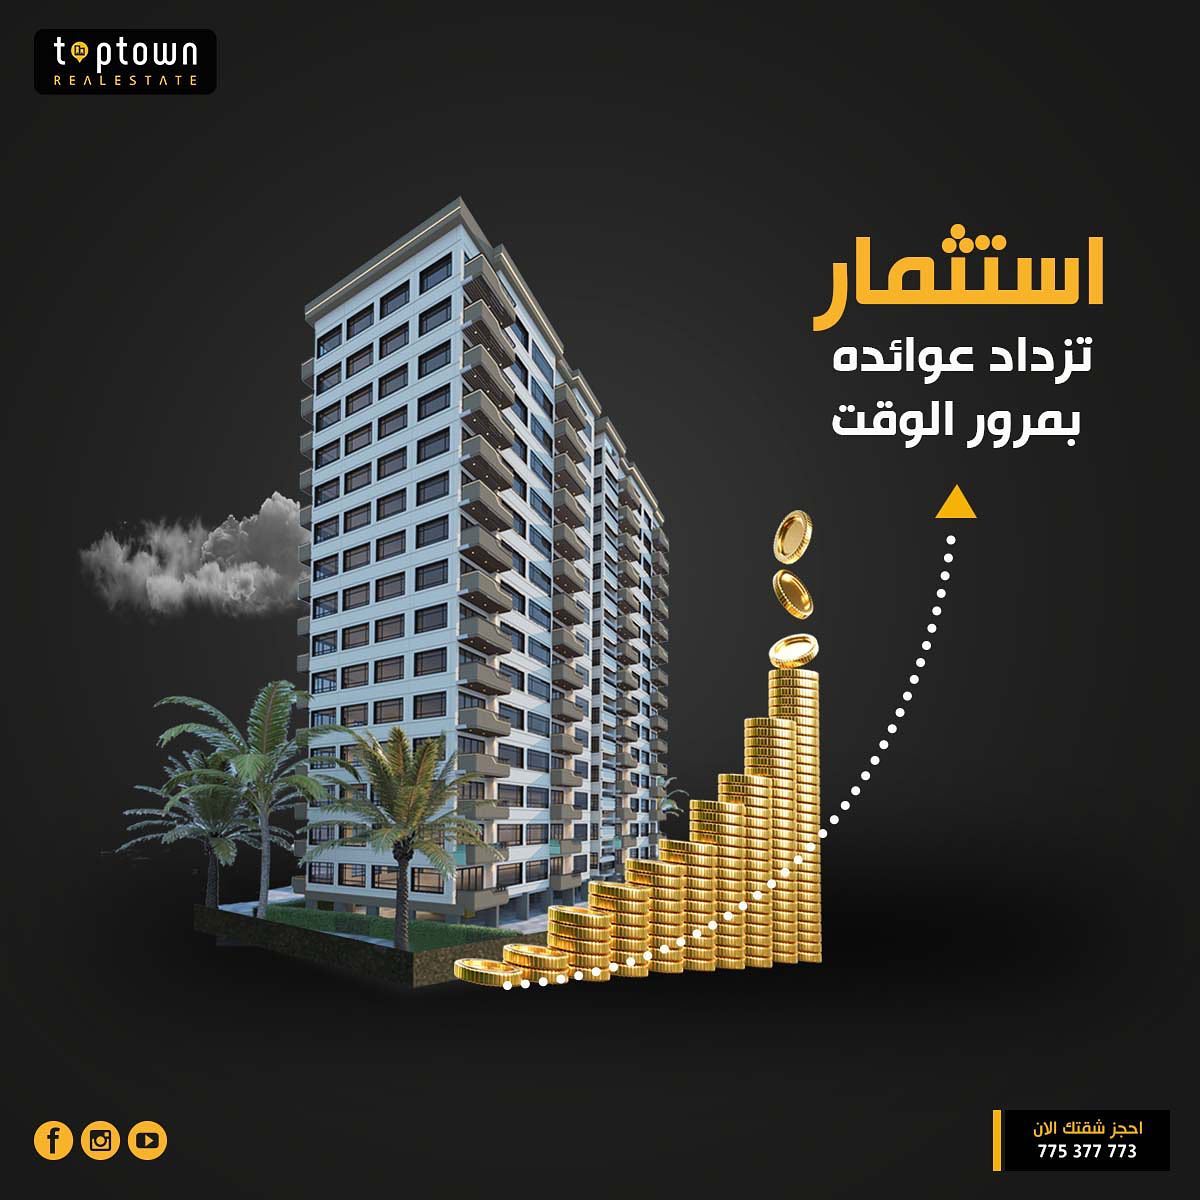 toptown
REALESTATE
استثمار
تزداد عوائده
بمرور الوقت
احجز شقتك الان
775 377 773